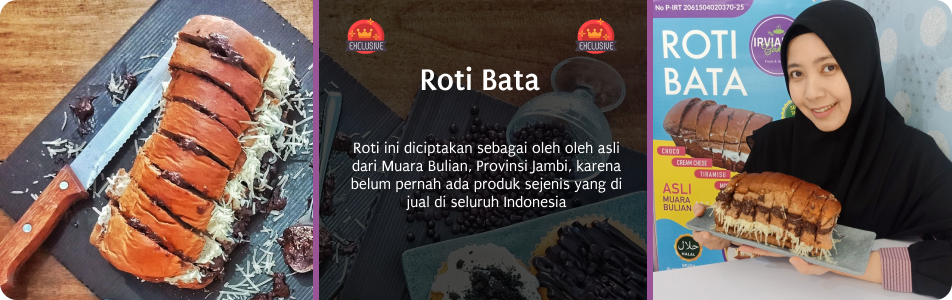 EXCLUSIVE
EXCLUSIVE
Roti Bata
Roti ini diciptakan sebagai oleh oleh asli
dari Muara Bulian, Provinsi Jambi, karena
belum pernah ada produk sejenis yang di
jual di seluruh Indonesia
No P-IRT 2061504020370-25
ROTI
BATA
CHOCO
CREAM CHESE
TIRAMISU
ASLI
MUARA
BULIAN
حلال
HALAL